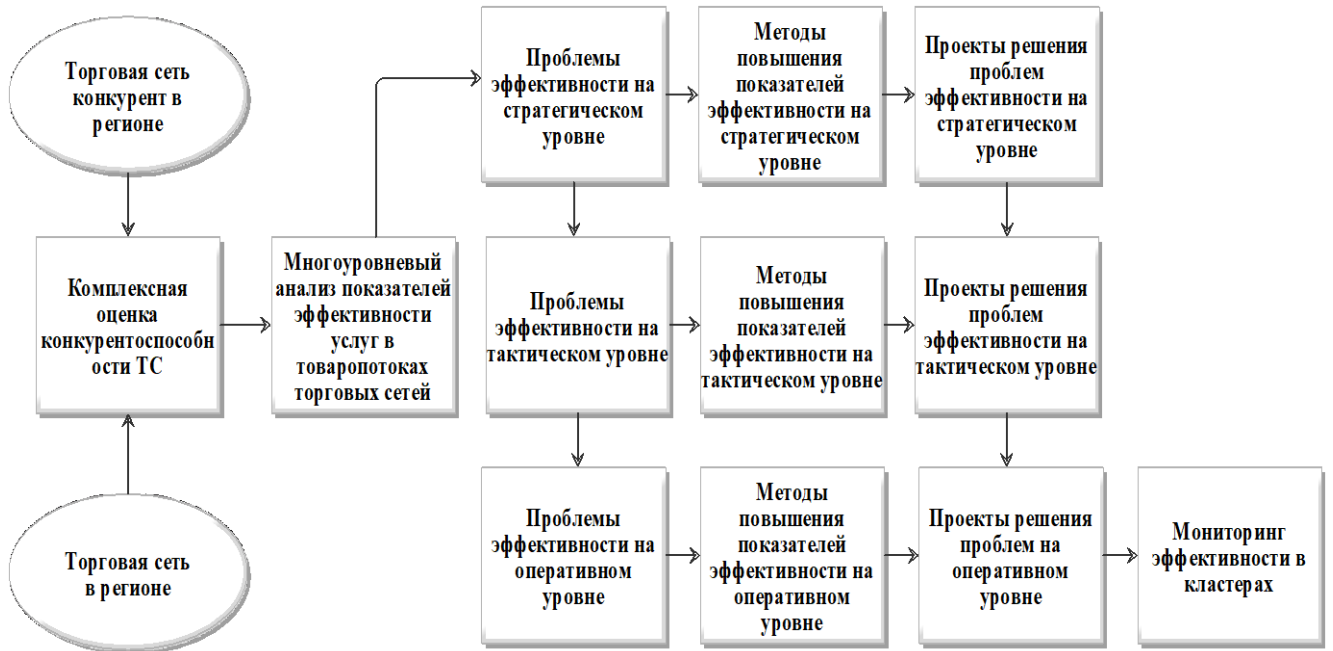 Торговая сеть
конкурент в
регионе
Комплексная
оценка
конкурентоспособн
ости ТС
Торговая сеть
в регионе
Многоуровневый
анализ показателей
эффективности
услуг в
товаропотоках
торговых сетей
Проблемы
эффективности на
стратегическом
уровне
Методы
повышения
показателей
эффективности на
стратегическом
уровне
Проекты решения
проблем
эффективности на
стратегическом
уровне
Проблемы
эффективности на
тактическом уровне
Методы
повышения
показателей
эффективности на
тактическом уровне
Проекты решения
проблем
эффективности на
тактическом уровне
Проблемы
эффективности на
оперативном
уровне
Методы
повышения
показателей
эффективности на
оперативном
уровне
Проекты решения
проблем на
оперативном
уровне
Мониторинг
эффективности в
кластерах